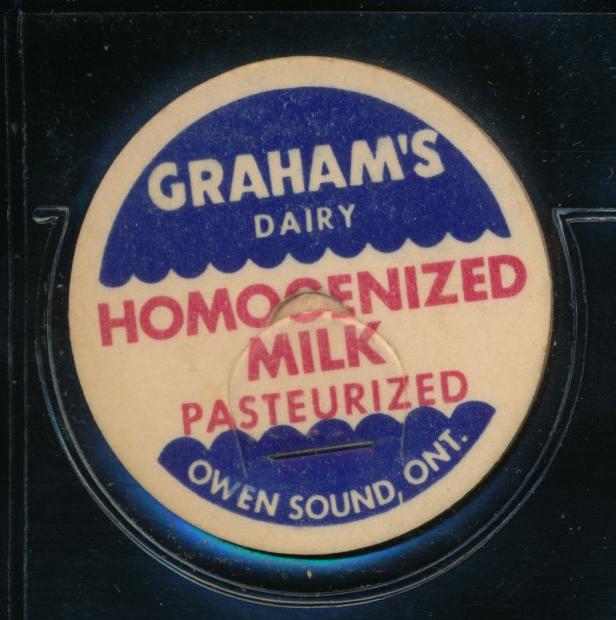 GRAHAM'S
DAIRY
HOMOGENIZED
MILK
PASTEURIZED
OWEN SOUND, ONT.